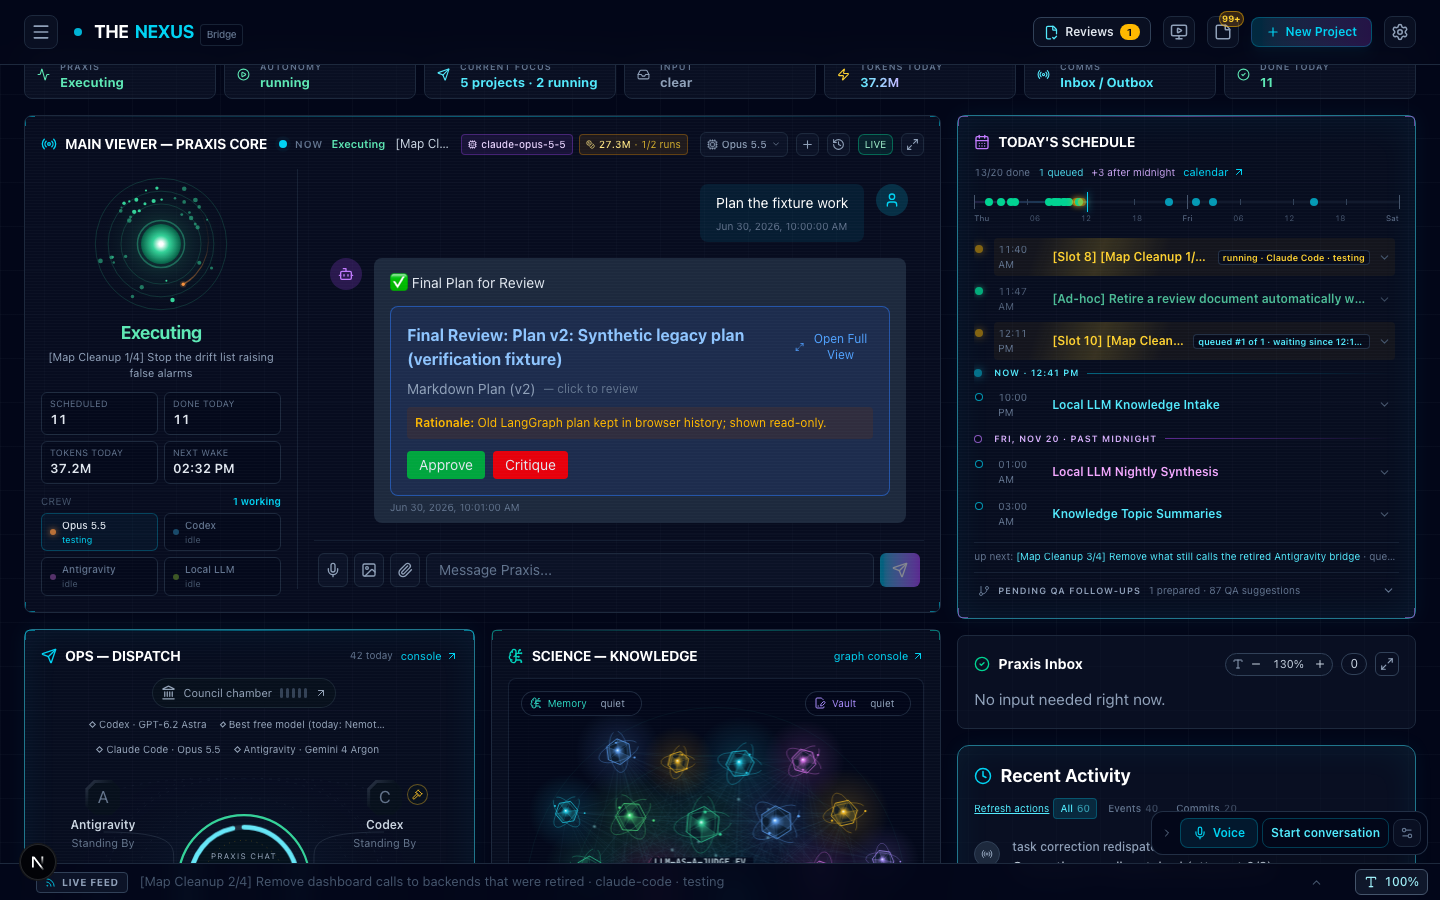 THE NEXUS Bridge
Reviews 1
99+
New Project
PRAXIS
Executing
AUTONOMY
running
CURRENT FOCUS
5 projects · 2 running
INPUT
clear
TOKENS TODAY
37.2M
COMMS
Inbox / Outbox
DONE TODAY
11
MAIN VIEWER — PRAXIS CORE
NOW Executing [Map Cl...
claude-opus-5-5
27.3M · 1/2 runs
Opus 5.5
LIVE
Executing
[Map Cleanup 1/4] Stop the drift list raising
false alarms
SCHEDULED
11
DONE TODAY
11
TOKENS TODAY
37.2M
NEXT WAKE
02:32 PM
CREW
1 working
Opus 5.5
testing
Codex
idle
Antigravity
idle
Local LLM
idle
Plan the fixture work
Jun 30, 2026, 10:00:00 AM
✅ Final Plan for Review
Final Review: Plan v2: Synthetic legacy plan
(verification fixture)
Open Full
View
Markdown Plan (v2) — click to review
Rationale: Old LangGraph plan kept in browser history; shown read-only.
Approve
Critique
Jun 30, 2026, 10:01:00 AM
Message Praxis...
TODAY'S SCHEDULE
13/20 done 1 queued +3 after midnight calendar
Thu 06 12 18 Fri 06 12 18 Sat
11:40
AM
[Slot 8] [Map Cleanup 1/...
running · Claude Code · testing
11:47
AM
[Ad-hoc] Retire a review document automatically w...
12:11
PM
[Slot 10] [Map Clean...
queued #1 of 1 · waiting since 12:1...
NOW · 12:41 PM
10:00
PM
Local LLM Knowledge Intake
FRI, NOV 20 · PAST MIDNIGHT
01:00
AM
Local LLM Nightly Synthesis
03:00
AM
Knowledge Topic Summaries
up next: [Map Cleanup 3/4] Remove what still calls the retired Antigravity bridge · que...
PENDING QA FOLLOW-UPS 1 prepared · 87 QA suggestions
OPS — DISPATCH
42 today console
Council chamber
Codex · GPT-6.2 Astra
Best free model (today: Nemot...
Claude Code · Opus 5.5
Antigravity · Gemini 4 Argon
A
Antigravity
Standing By
C
Codex
Standing By
PRAXIS CHAT
SCIENCE — KNOWLEDGE
graph console
Memory quiet
Vault quiet
Praxis Inbox
130%
0
No input needed right now.
Recent Activity
Refresh actions All 60 Events 40 Commits 20
task correction redispat
Voice
Start conversation
N
LIVE FEED
[Map Cleanup 2/4] Remove dashboard calls to backends that were retired · claude-code · testing
100%